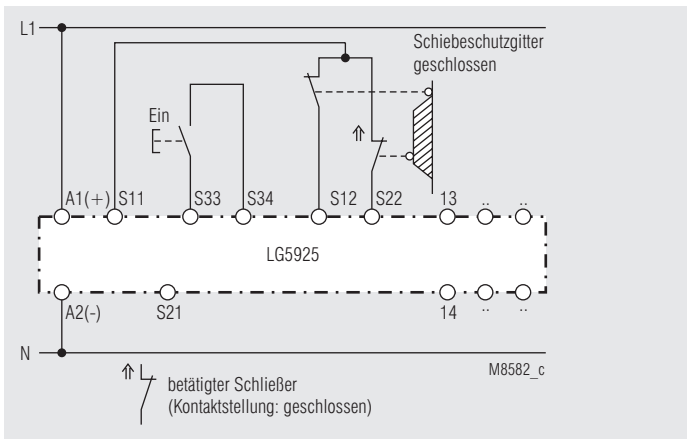 L1
Schiebeschutzgitter
geschlossen
Ein
A1(+) S11 S33 S34 S12 S22 13 .. ..
LG5925
A2(-) S21 14 .. ..
N
M8582_c
betätigter Schließer
(Kontaktstellung: geschlossen)